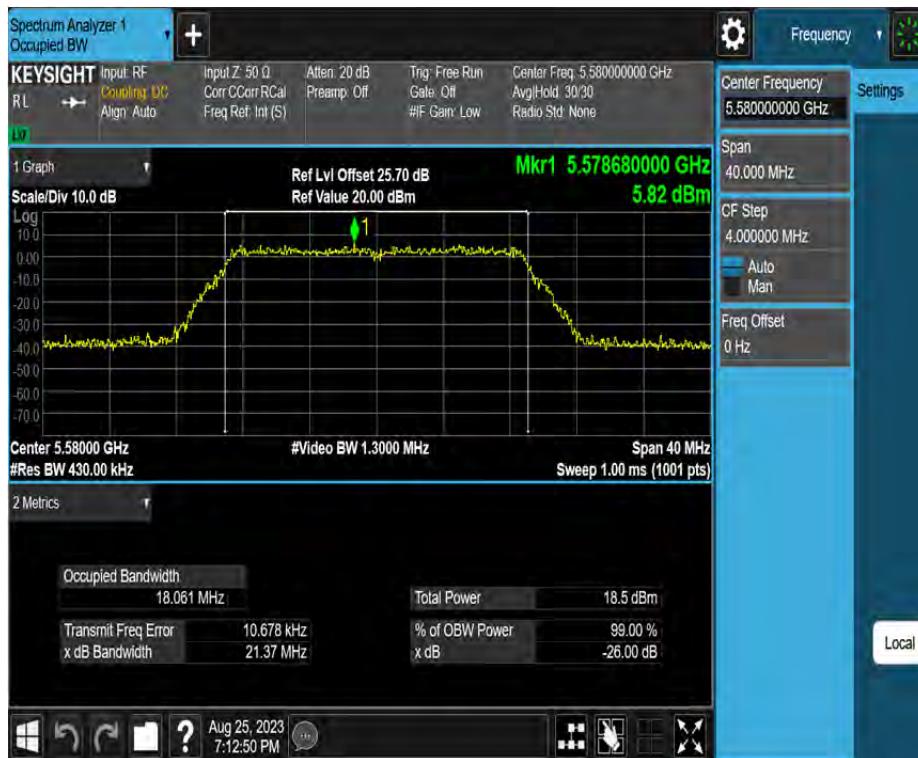 Spectrum Analyzer 1
Occupied BW
Frequency
KEYSIGHT
RL
LXI
Input: RF
Coupling: DC
Align: Auto
Input Z: 50 Ω
Corr CCorr RCal
Freq Ref: Int (S)
Atten: 20 dB
Preamp: Off
Trig: Free Run
Gate: Off
#IF Gain: Low
Center Freq: 5.580000000 GHz
Avg|Hold: 30/30
Radio Std: None
Center Frequency
5.580000000 GHz
Span
40.000 MHz
CF Step
4.000000 MHz
Auto
Man
Freq Offset
0 Hz
Settings
Local
1 Graph
Scale/Div 10.0 dB
Ref Lvl Offset 25.70 dB
Ref Value 20.00 dBm
Mkr1 5.578680000 GHz
5.82 dBm
Log
10.0
0.00
-10.0
-20.0
-30.0
-40.0
-50.0
-60.0
-70.0
1
Center 5.58000 GHz
#Res BW 430.00 kHz
#Video BW 1.3000 MHz
Span 40 MHz
Sweep 1.00 ms (1001 pts)
2 Metrics
Occupied Bandwidth
18.061 MHz
Total Power 18.5 dBm
Transmit Freq Error 10.678 kHz
% of OBW Power 99.00 %
x dB Bandwidth 21.37 MHz
x dB -26.00 dB
?
Aug 25, 2023
7:12:50 PM